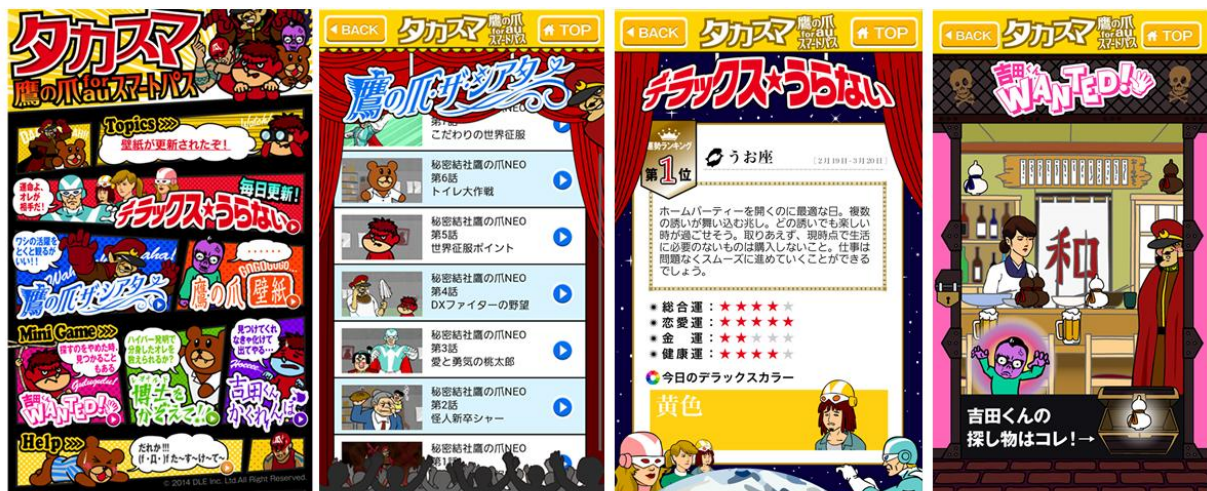 タカスマ
鷹の爪 for auスマートパス
Topics >>>
壁紙が更新されたぞ!
運命よ、
オレが
相手だ!
毎日更新!
デラックス★うらない
ワシの活躍を
とくと観るが
いい!!
鷹の爪・ザ・シアター
・・・・・・
GOGOGOGO...
鷹の爪 壁紙
Mini Game >>>
探すのをやめた時、
見つかること
もある
吉田
WANTED!
ハイパー発明で
分身したオレを
数えられるか?
博士を
かぞえて!!
見つけてくれ
なきゃ化けて
出てやる…
吉田くん
かくれんぼ
Help >>>
だれか!!!
(f・Д・)fた~す~け~て~
© 2014 DLE Inc. Ltd.All Right Reserved.
BACK
タカスマ 鷹の爪 for au スマートパス
TOP
鷹の爪・ザ・シアター
こだわりの世界征服
秘密結社鷹の爪NEO
第6話
トイレ大作戦
秘密結社鷹の爪NEO
第5話
世界征服ポイント
秘密結社鷹の爪NEO
第4話
DXファイターの野望
秘密結社鷹の爪NEO
第3話
愛と勇気の桃太郎
秘密結社鷹の爪NEO
第2話
怪人新卒シャー
秘密結社鷹の爪NEO
第1話
BACK
タカスマ 鷹の爪 for au スマートパス
TOP
デラックス★うらない
運勢ランキング
第1位
うお座
[2月19日-3月20日]
ホームパーティーを開くのに最適な日。複数
の誘いが舞い込む兆し。どの誘いでも楽しい
時が過ごせそう。取りあえず、現時点で生活
に必要のないものは購入しないこと。仕事は
問題なくスムーズに進めていくことができる
でしょう。
総合運:★★★★★
恋愛運:★★★★★
金 運:★★★★★
健康運:★★★★★
今日のデラックスカラー
黄色
BACK
タカスマ 鷹の爪 for au スマートパス
TOP
吉田
WANTED!
和
吉田くんの
探し物はコレ!→